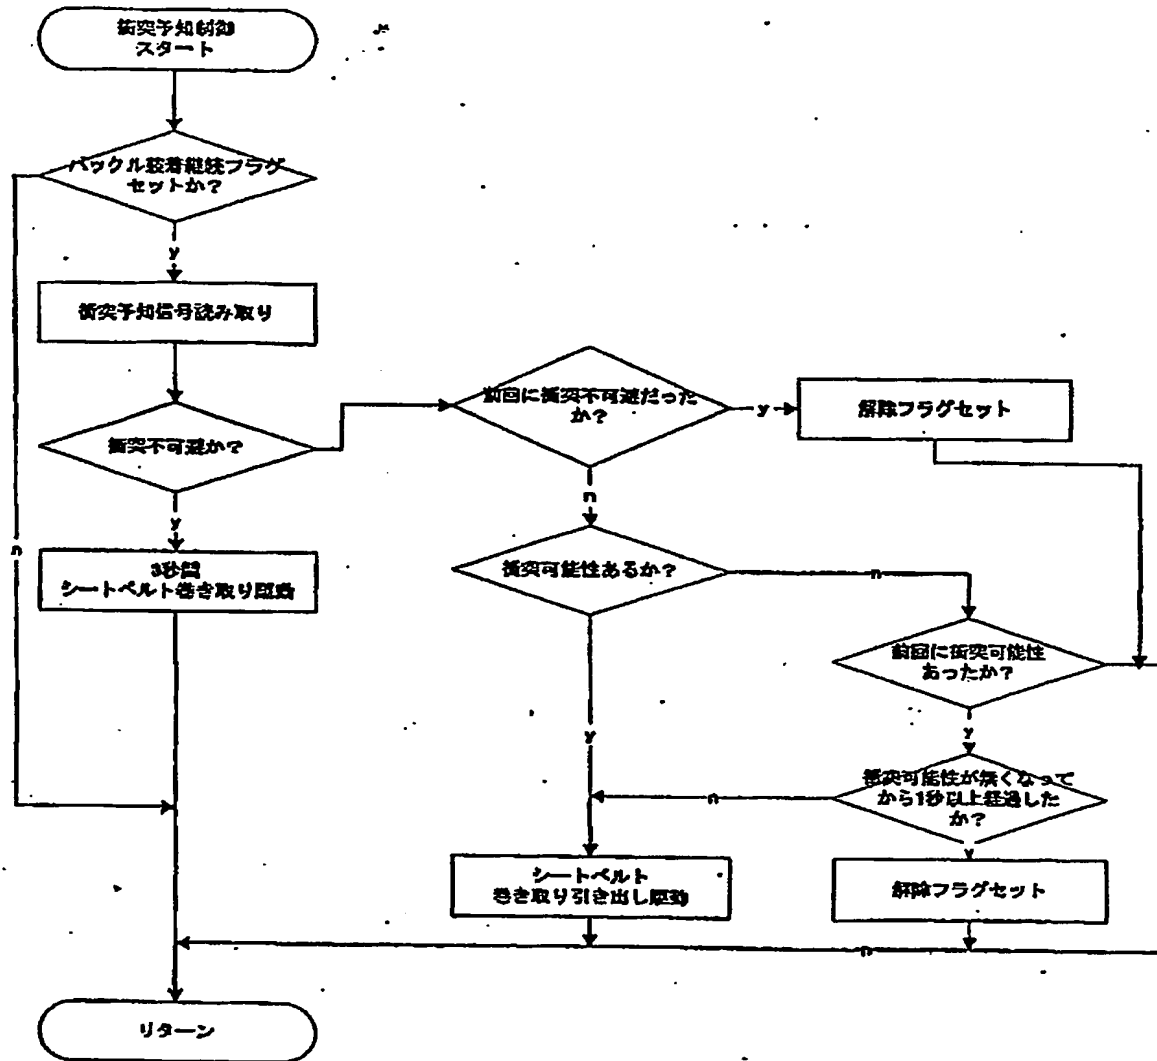 衝突予知制御
スタート
バックル装着継続フラグ
セットか？
y
衝突予知信号読み取り
衝突不可避か？
y
n
3秒間
シートベルト巻き取り駆動
前回に衝突不可避だった
か？
y
解除フラグセット
n
衝突可能性あるか？
n
前回に衝突可能性
あったか？
y
y
衝突可能性が無くなって
から1秒以上経過した
か？
n
y
シートベルト
巻き取り引き出し駆動
解除フラグセット
n
リターン